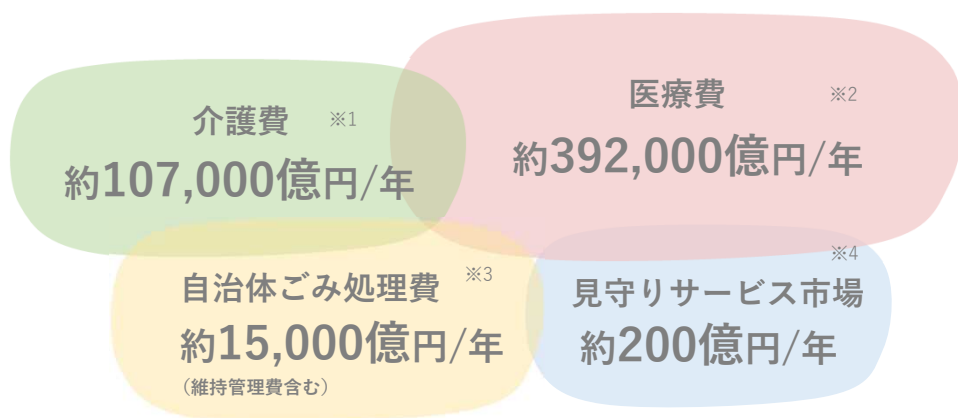 介護費 ※1
約107,000億円/年
医療費 ※2
約392,000億円/年
自治体ごみ処理費 ※3
約15,000億円/年
（維持管理費含む）
※4
見守りサービス市場
約200億円/年